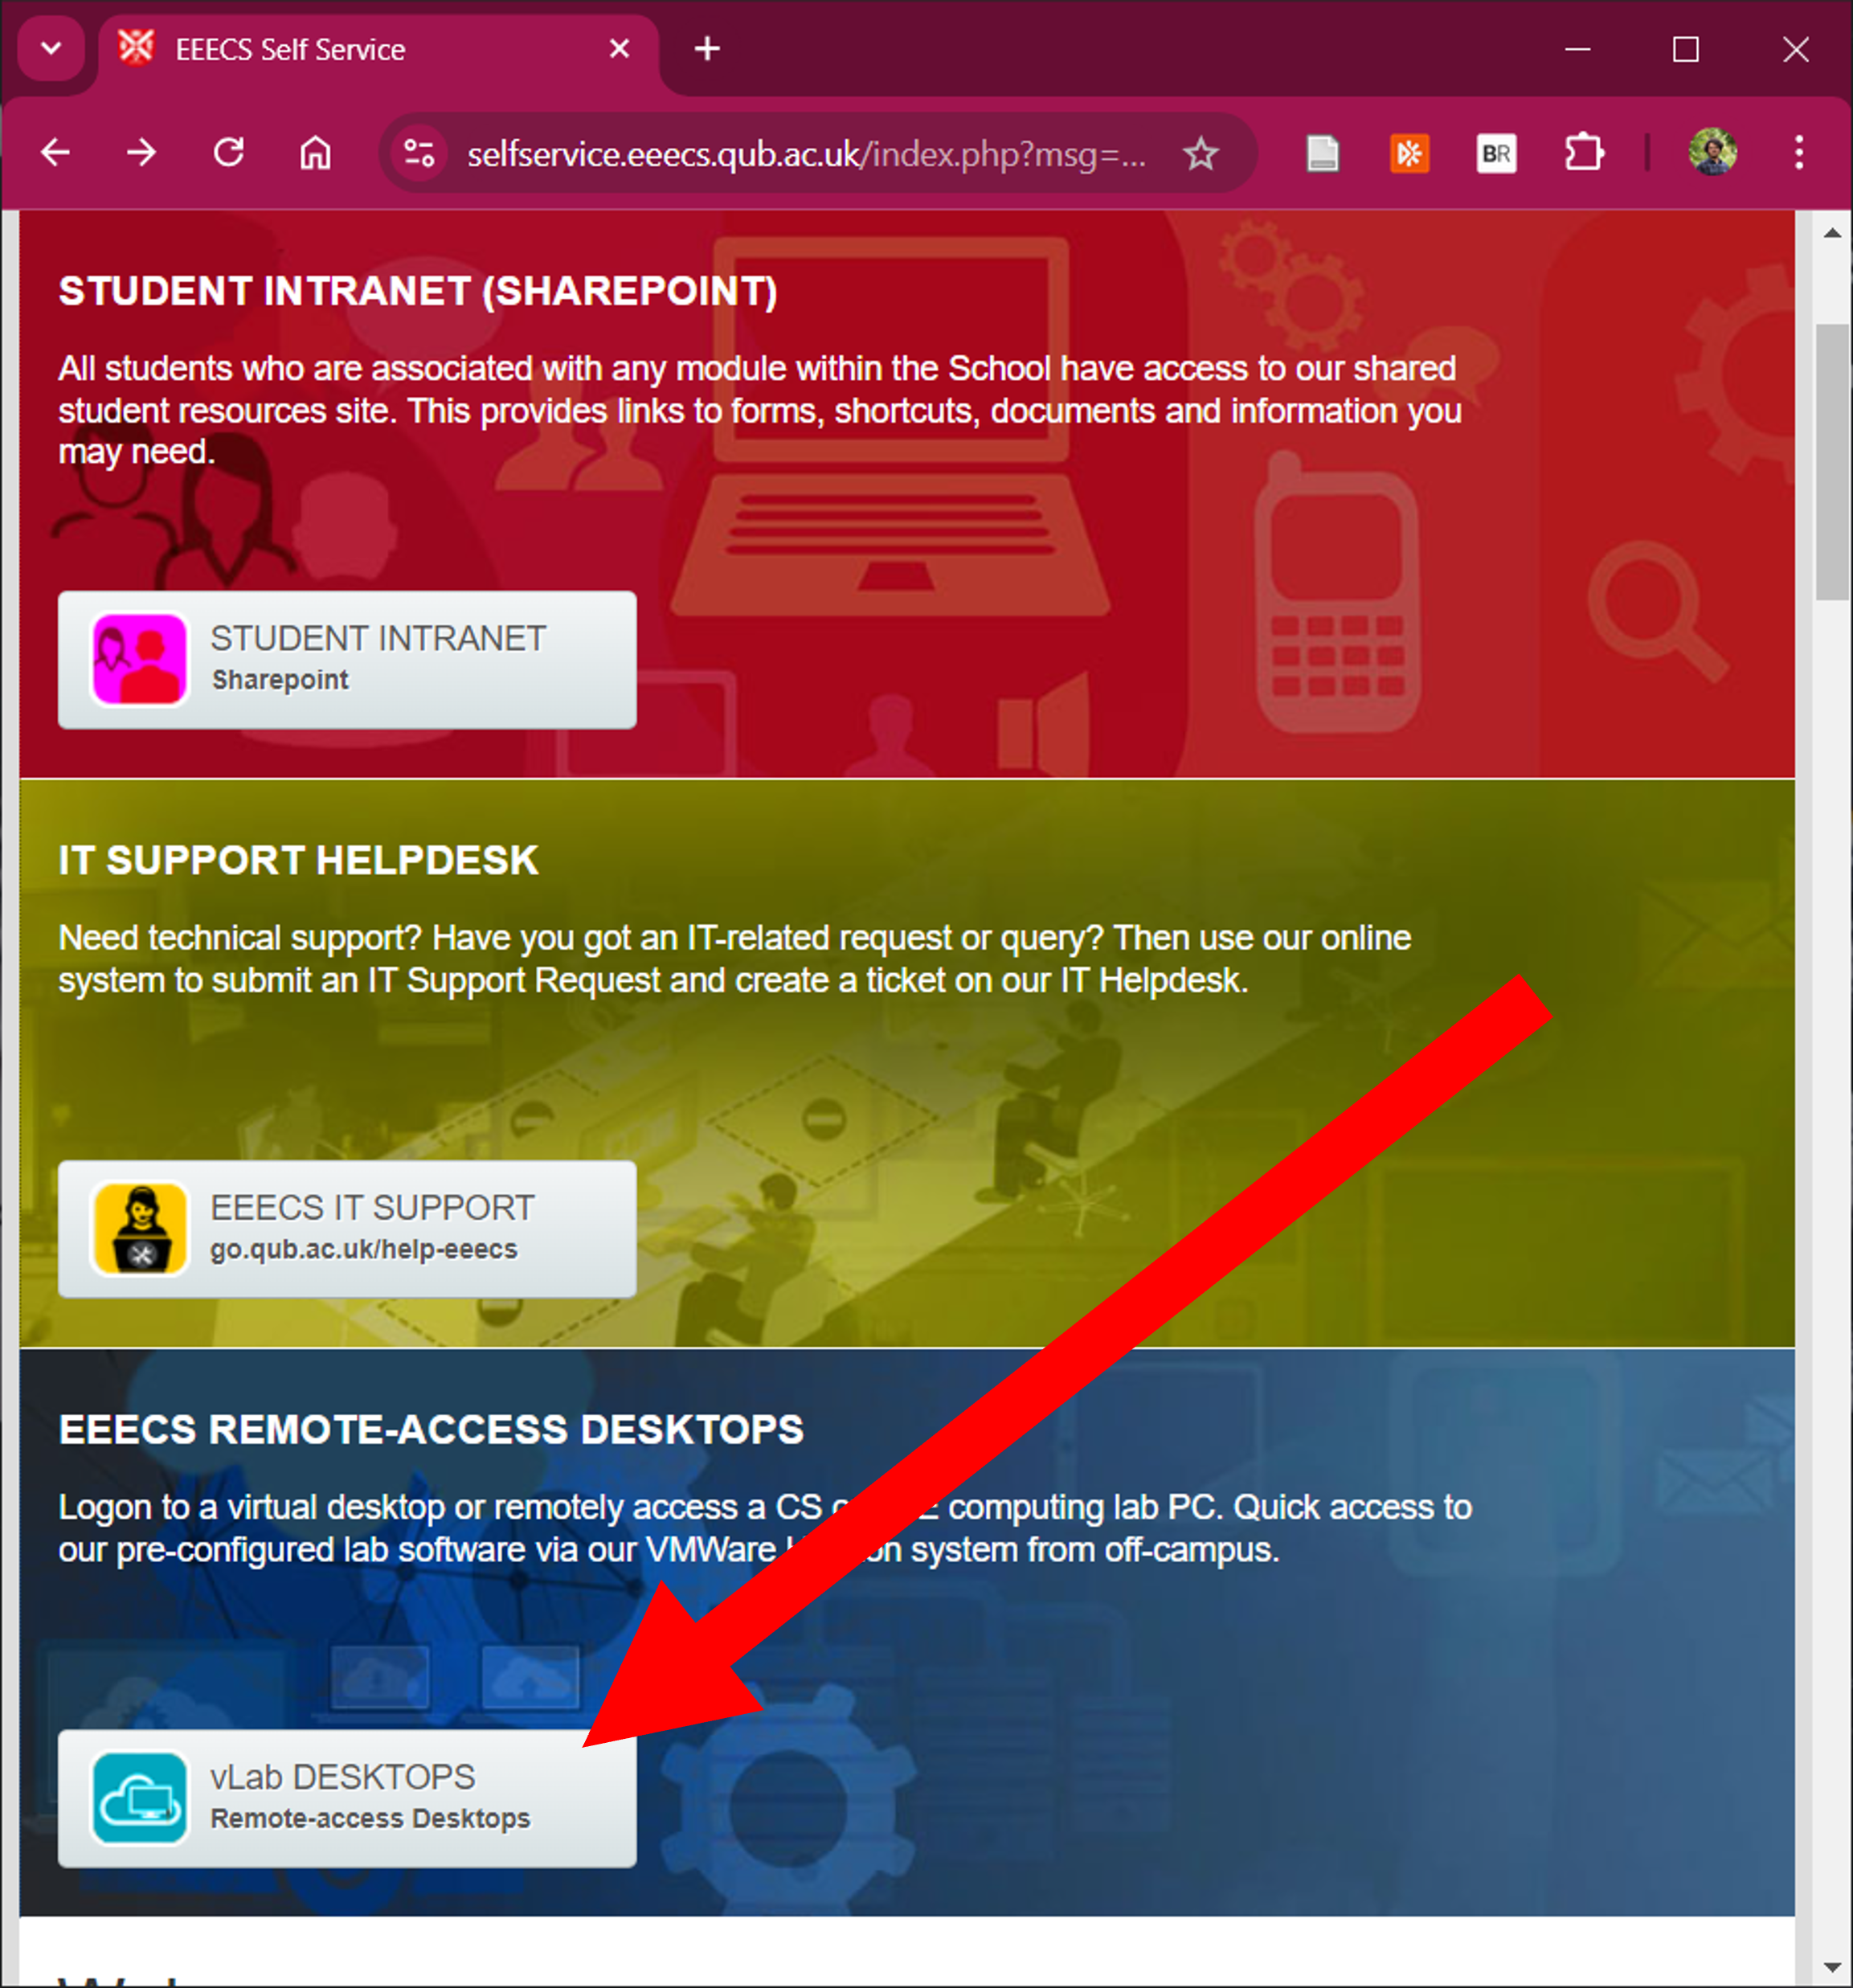 EEECS Self Service
selfservice.eeecs.qub.ac.uk/index.php?msg=...
BR
STUDENT INTRANET (SHAREPOINT)
All students who are associated with any module within the School have access to our shared
student resources site. This provides links to forms, shortcuts, documents and information you
may need.
STUDENT INTRANET
Sharepoint
IT SUPPORT HELPDESK
Need technical support? Have you got an IT-related request or query? Then use our online
system to submit an IT Support Request and create a ticket on our IT Helpdesk.
EEECS IT SUPPORT
go.qub.ac.uk/help-eeecs
EEECS REMOTE-ACCESS DESKTOPS
Logon to a virtual desktop or remotely access a CS computing lab PC. Quick access to
our pre-configured lab software via our VMWare system from off-campus.
vLab DESKTOPS
Remote-access Desktops